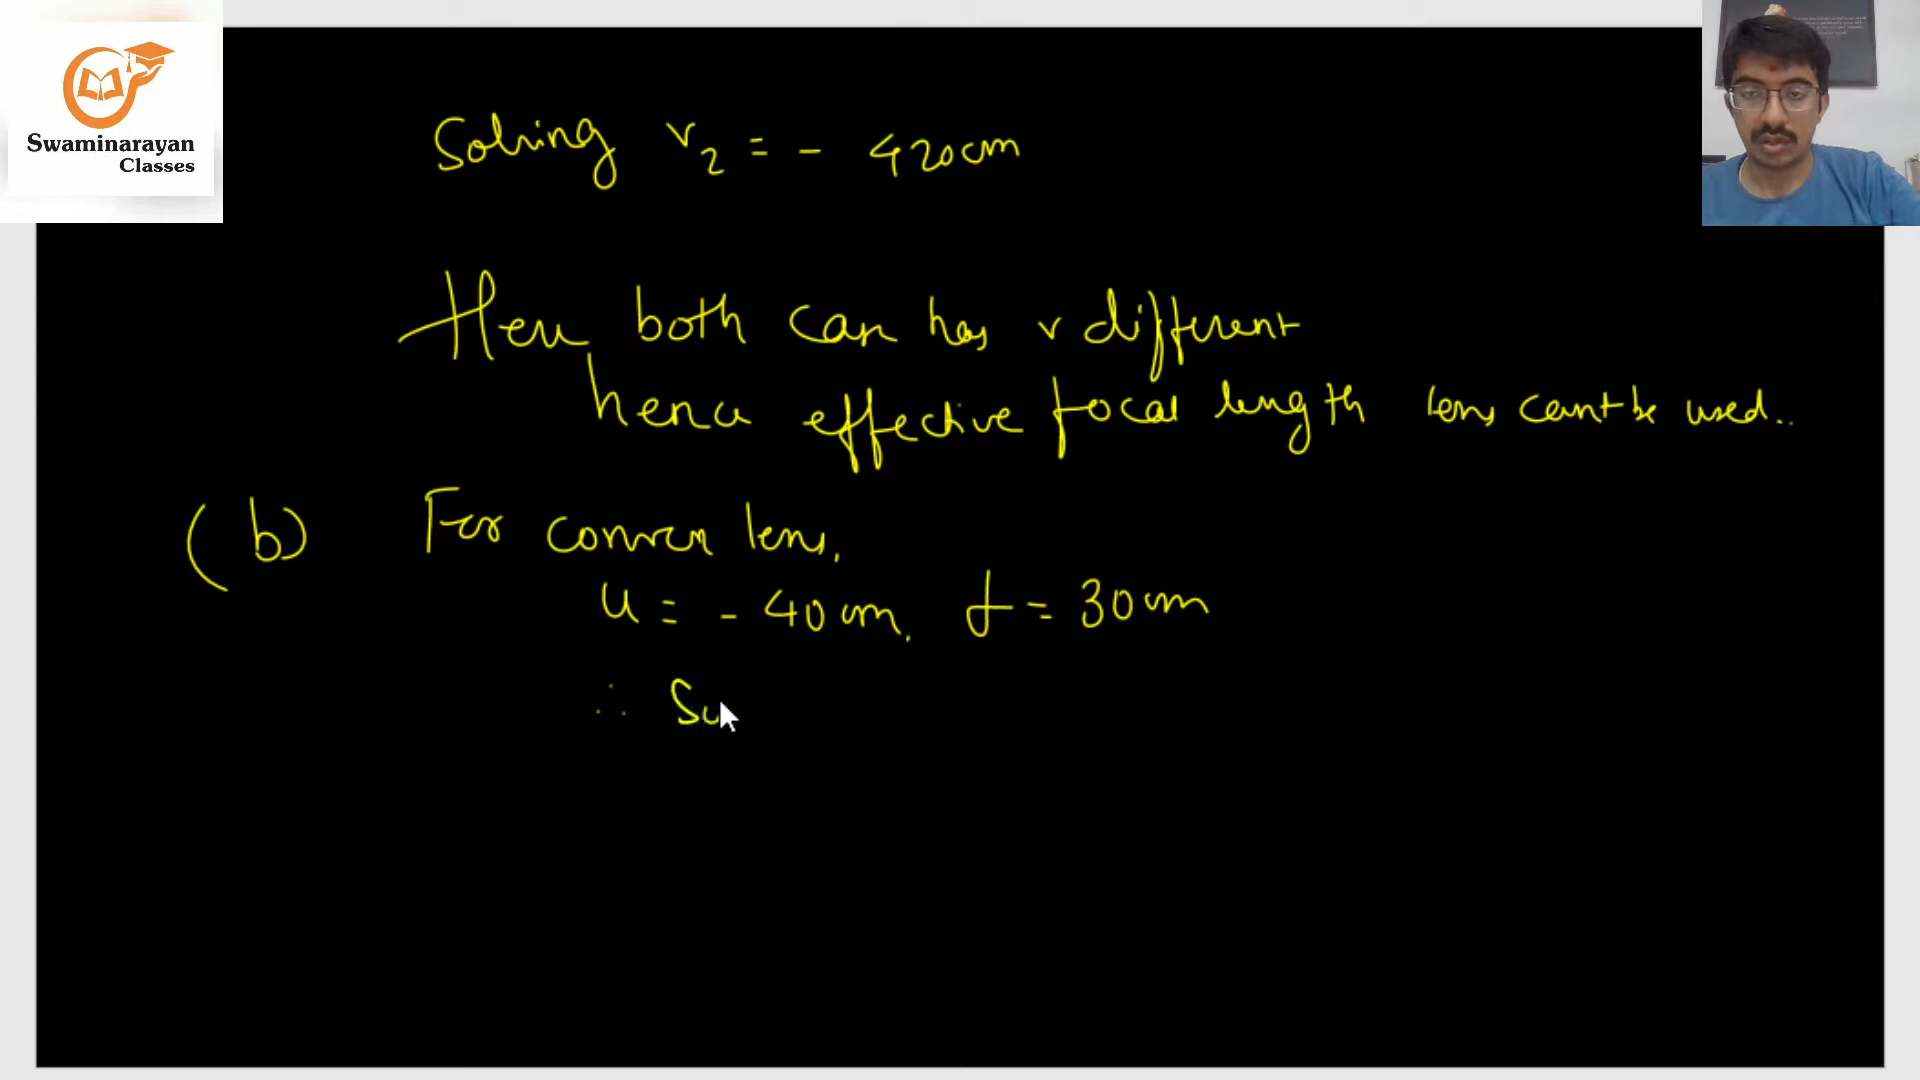 Swaminarayan
Classes
Solving v₂ = - 420cm
Here, both can has v different
hence effective focal length lens cant be used..
(b) For convex lens,
u = - 40 cm, f = 30 cm
∴ Su